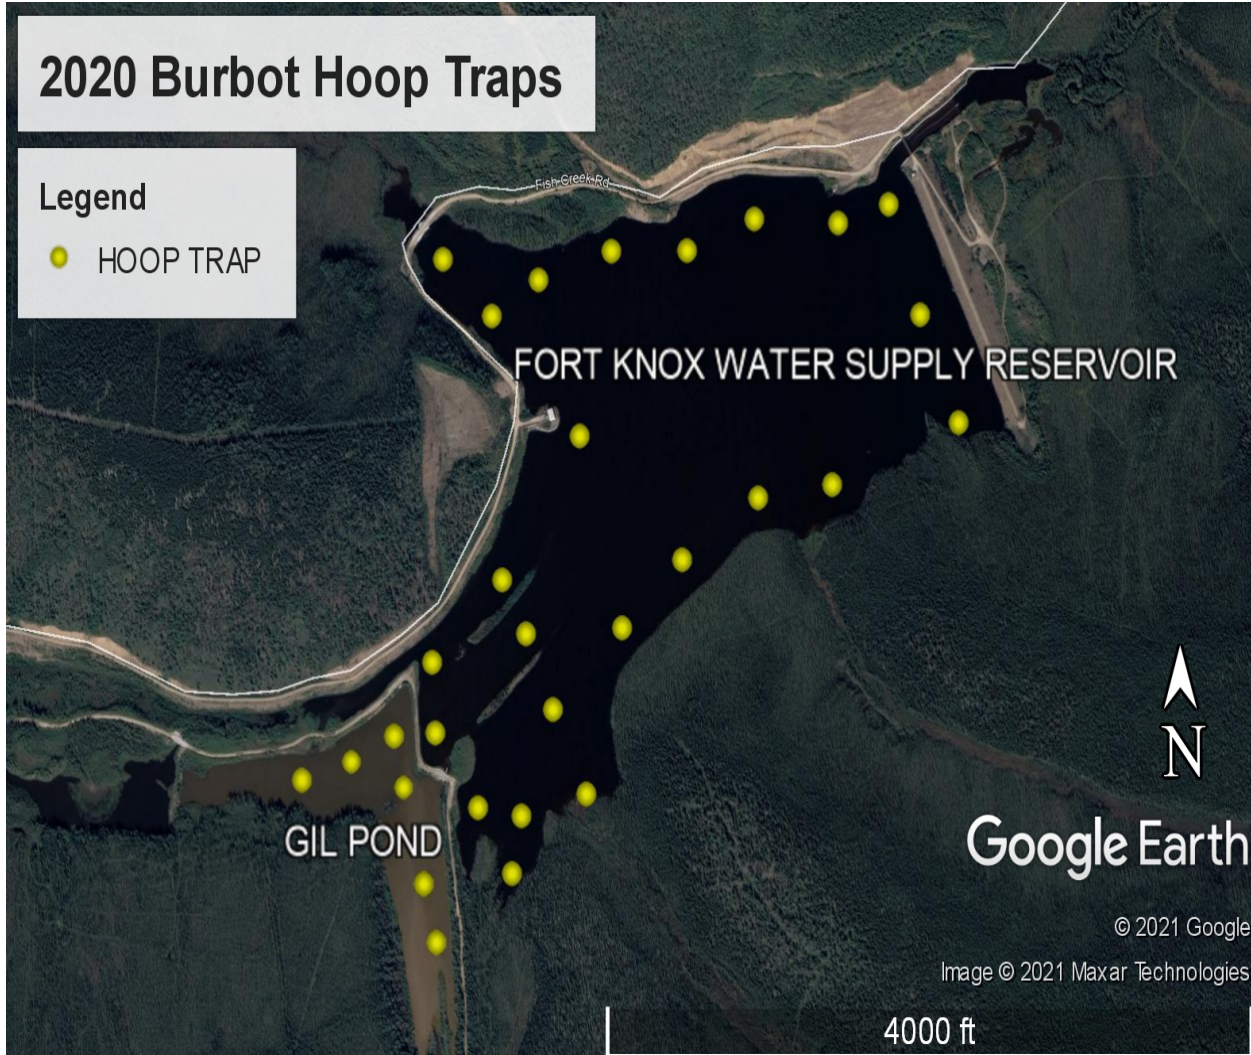 2020 Burbot Hoop Traps
Legend
HOOP TRAP
Fish Creek Rd
FORT KNOX WATER SUPPLY RESERVOIR
GIL POND
N
Google Earth
© 2021 Google
Image © 2021 Maxar Technologies
4000 ft